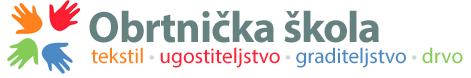 Obrtnička škola
tekstil • ugostiteljstvo • graditeljstvo • drvo